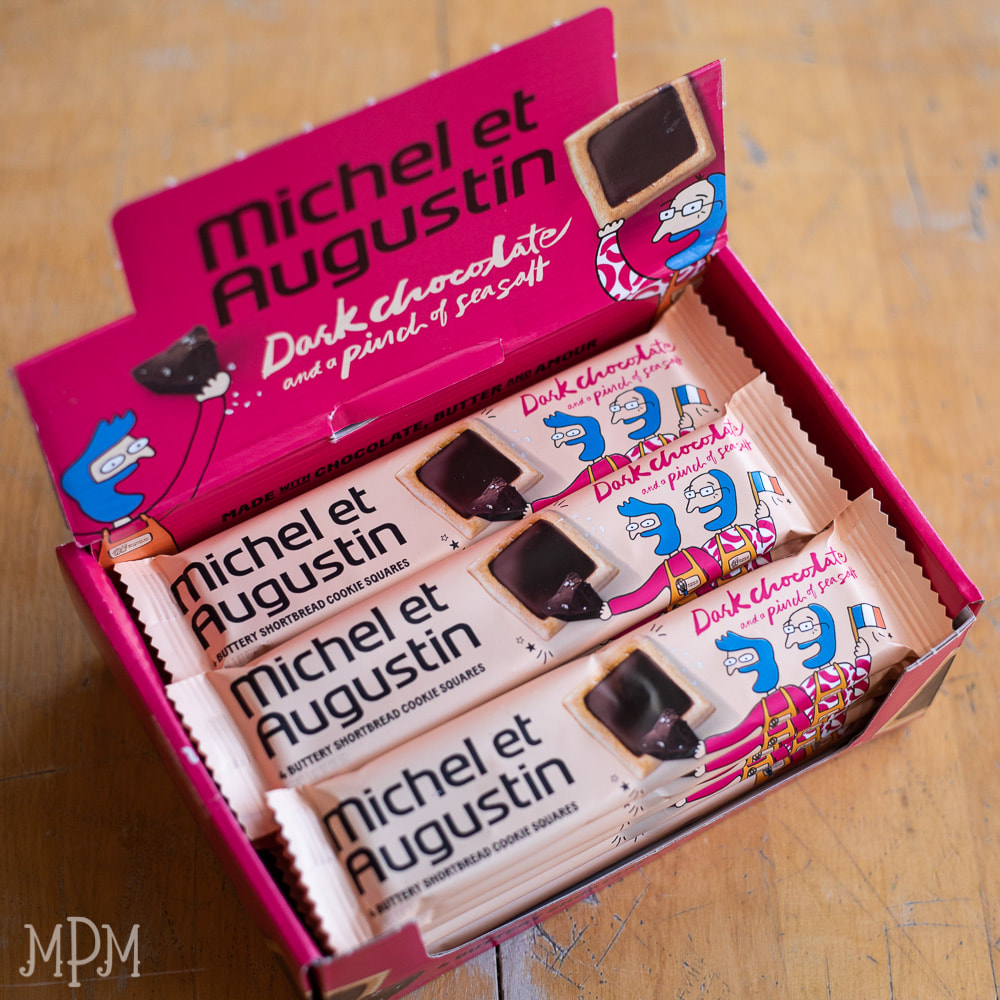 Michel et
Augustin
Dark chocolate
and a pinch of sea salt
MADE WITH CHOCOLATE, BUTTER AND AMOUR
Dark chocolate
and a pinch of sea salt
Michel et
Augustin
4 BUTTERY SHORTBREAD COOKIE SQUARES
Dark chocolate
and a pinch of sea salt
Michel et
Augustin
4 BUTTERY SHORTBREAD COOKIE SQUARES
Dark chocolate
and a pinch of sea salt
Michel et
Augustin
4 BUTTERY SHORTBREAD COOKIE SQUARES
MPM